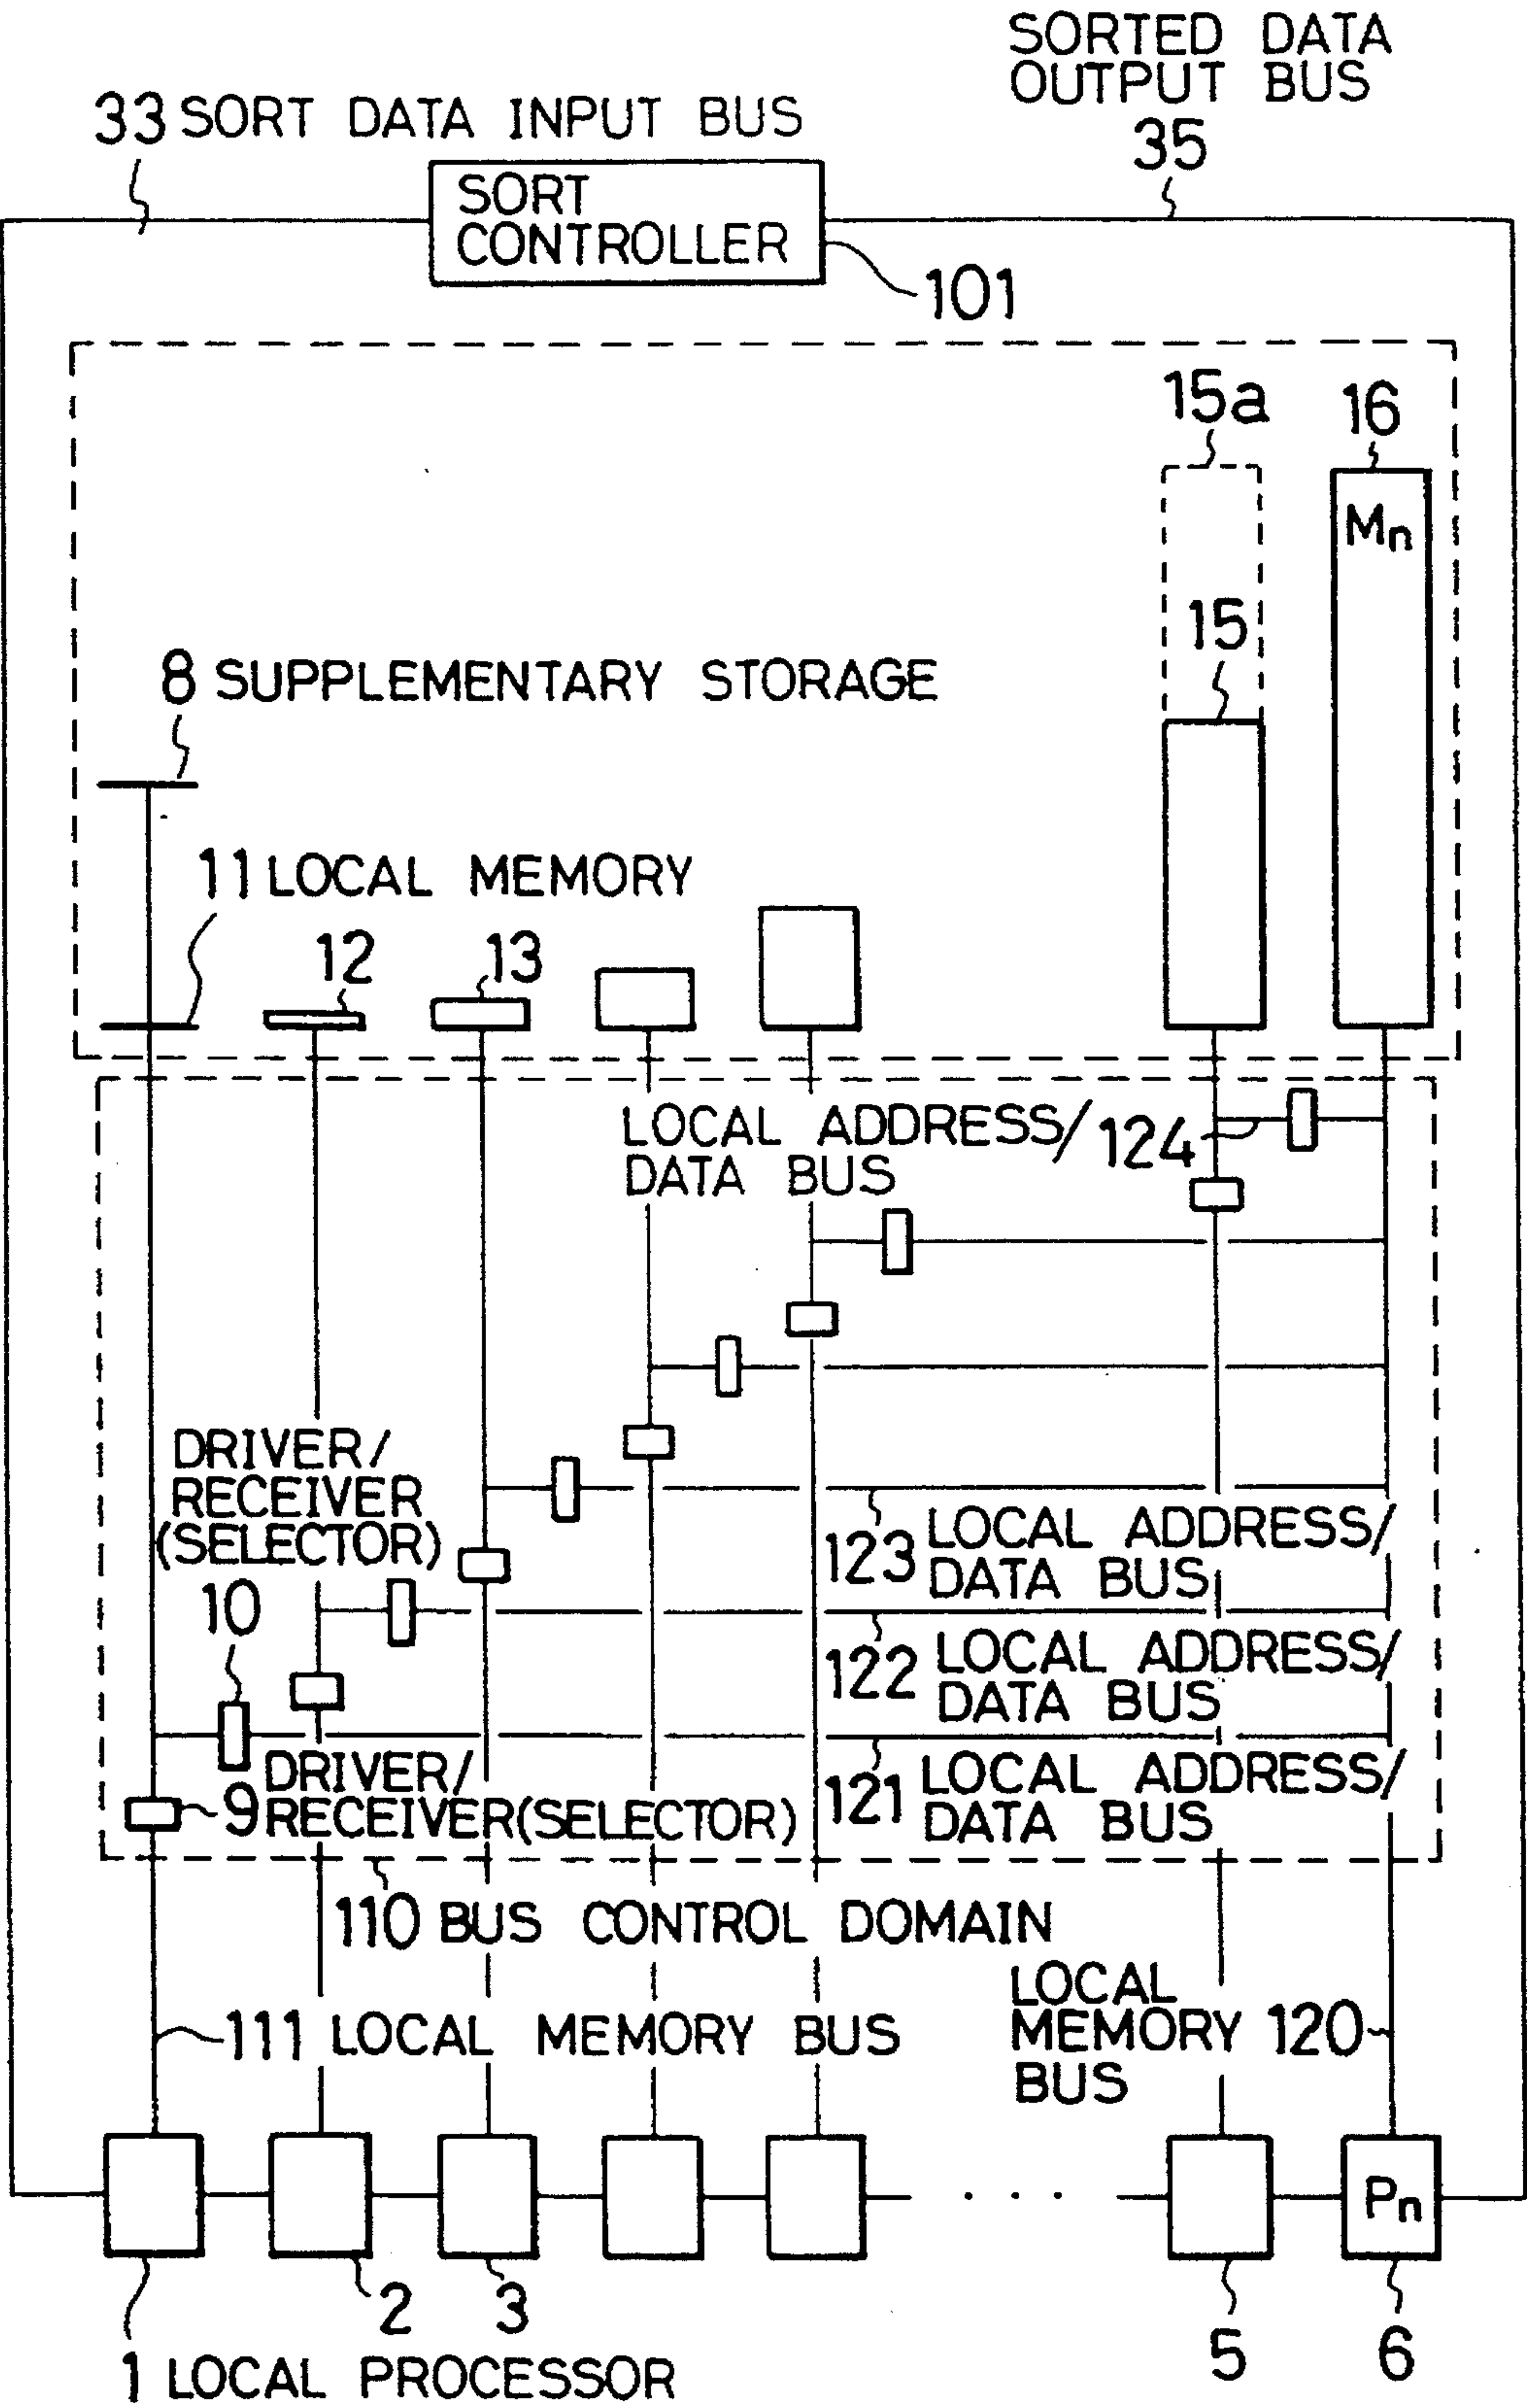 SORTED DATA
OUTPUT BUS
35
33 SORT DATA INPUT BUS
SORT
CONTROLLER
101
15a
16
Mn
15
8 SUPPLEMENTARY STORAGE
11 LOCAL MEMORY
12
13
LOCAL ADDRESS/
DATA BUS
124
DRIVER/
RECEIVER
(SELECTOR)
10
123 LOCAL ADDRESS/
DATA BUS
122 LOCAL ADDRESS/
DATA BUS
121 LOCAL ADDRESS/
DATA BUS
9 DRIVER/
RECEIVER(SELECTOR)
110 BUS CONTROL DOMAIN
111 LOCAL MEMORY BUS
LOCAL
MEMORY 120
BUS
Pn
2
3
5
6
1 LOCAL PROCESSOR